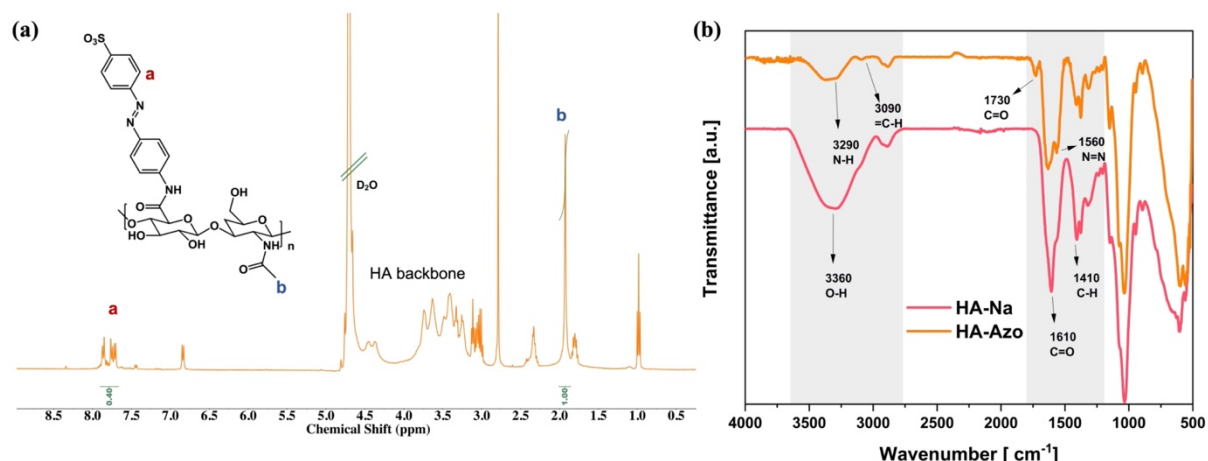 (a)
O₃S
a
N
N
NH
O
O
OH
O
HO
OH
O
O
n
NH
O
b
a
D₂O
HA backbone
b
0.40
1.00
8.5 8.0 7.5 7.0 6.5 6.0 5.5 5.0 4.5 4.0 3.5 3.0 2.5 2.0 1.5 1.0 0.5
Chemical Shift (ppm)
(b)
Transmittance [a.u.]
3290
N-H
3090
=C-H
1730
C=O
1560
N=N
3360
O-H
1410
C-H
1610
C=O
HA-Na
HA-Azo
4000 3500 3000 2500 2000 1500 1000 500
Wavenumber [ cm⁻¹]